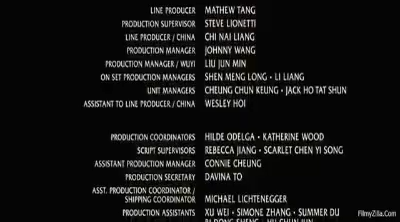 LINE PRODUCER MATHEW TANG
PRODUCTION SUPERVISOR STEVE LIONETTI
LINE PRODUCER / CHINA CHI NAI LIANG
PRODUCTION MANAGER JOHNNY WANG
PRODUCTION MANAGER / WUYI LIU JUN MIN
ON SET PRODUCTION MANAGERS SHEN MENG LONG • LI LIANG
UNIT MANAGERS CHEUNG CHUN KEUNG • JACK HO TAT SHUN
ASSISTANT TO LINE PRODUCER / CHINA WESLEY HOI
PRODUCTION COORDINATORS HILDE ODELGA • KATHERINE WOOD
SCRIPT SUPERVISORS REBECCA JIANG • SCARLET CHEN YI SONG
ASSISTANT PRODUCTION MANAGER CONNIE CHEUNG
PRODUCTION SECRETARY DAVINA TO
ASST. PRODUCTION COORDINATOR /
SHIPPING COORDINATOR MICHAEL LICHTENEGGER
PRODUCTION ASSISTANTS XU WEI • SIMONE ZHANG • SUMMER DU
FilmyZilla.Com